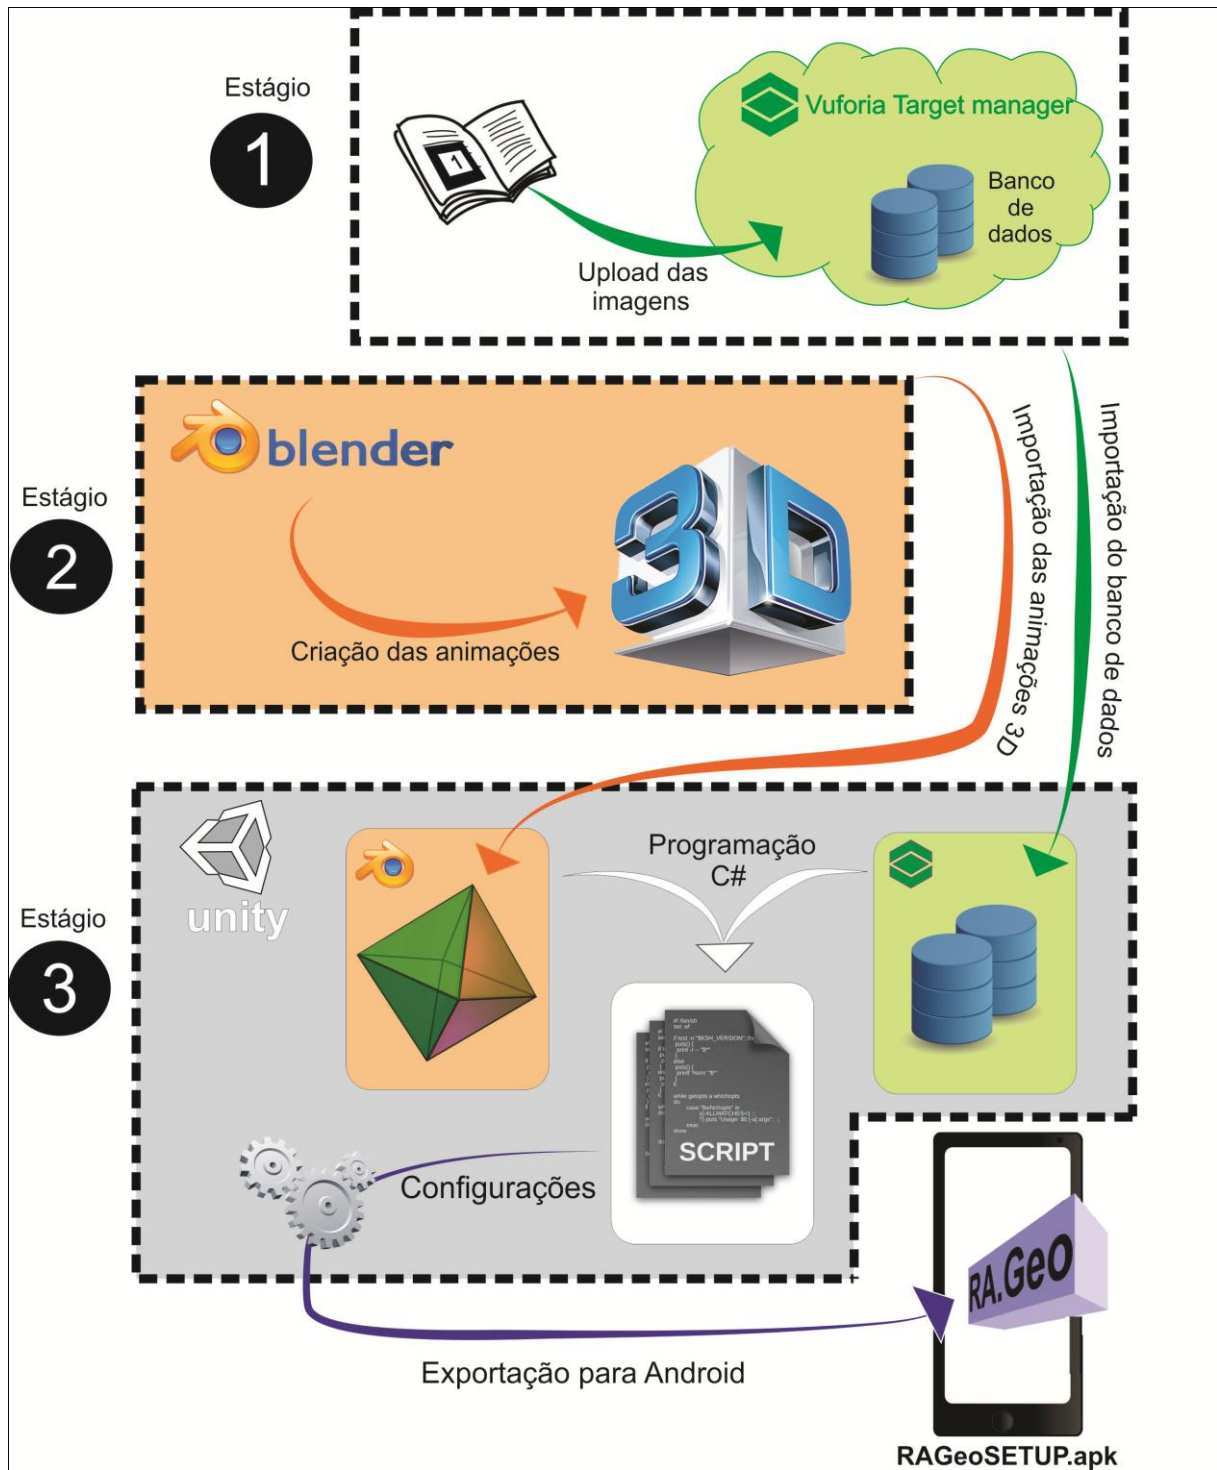 Estágio
1
1
Vuforia Target manager
Banco
de
dados
Upload das
imagens
Estágio
2
blender
3D
Criação das animações
Importação das animações 3D
Importação do banco de dados
Estágio
3
unity
Programação
C#
SCRIPT
Configurações
RA.Geo
Exportação para Android
RAGeoSETUP.apk